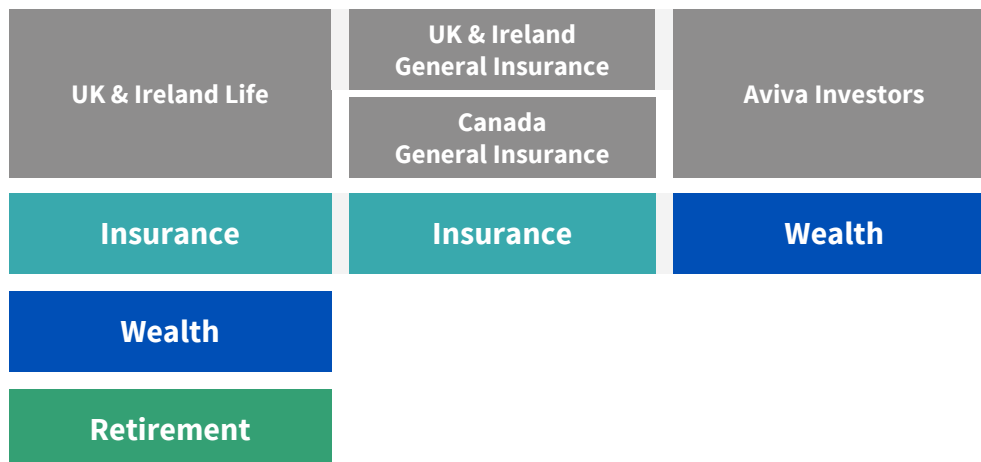 UK & Ireland Life
UK & Ireland
General Insurance
Canada
General Insurance
Aviva Investors
Insurance
Insurance
Wealth
Wealth
Retirement